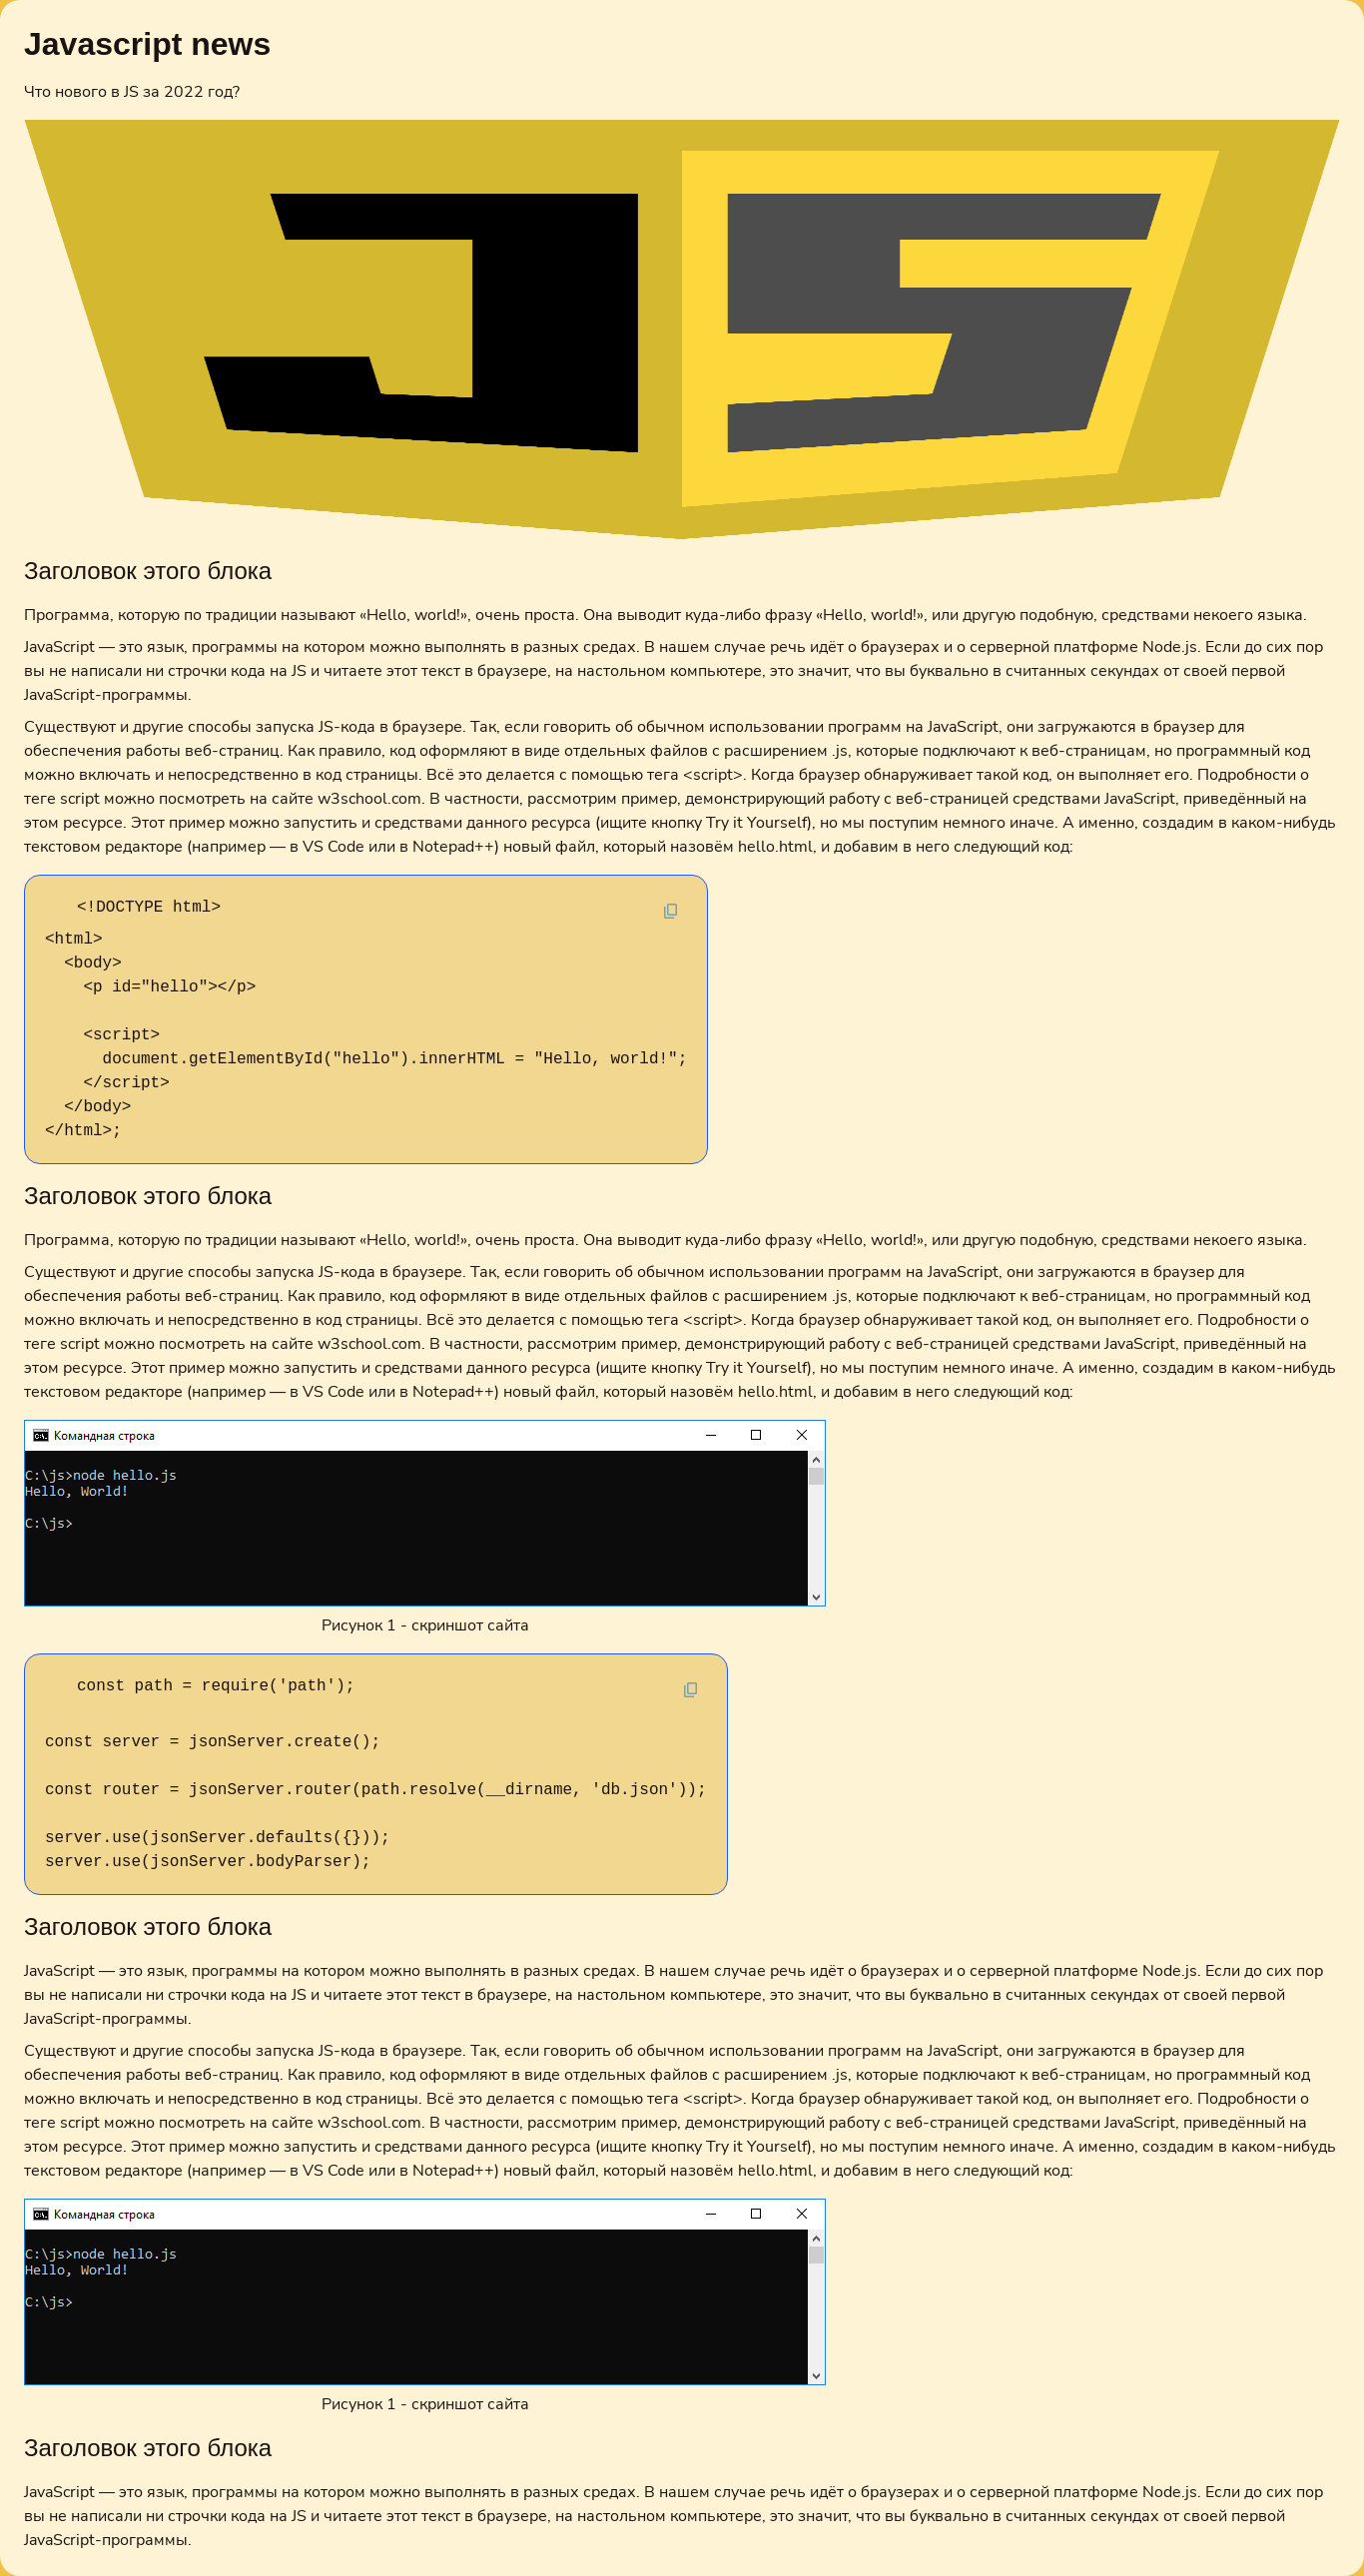 Javascript news
Что нового в JS за 2022 год?
JS
Заголовок этого блока
Программа, которую по традиции называют «Hello, world!», очень проста. Она выводит куда-либо фразу «Hello, world!», или другую подобную, средствами некоего языка.
JavaScript — это язык, программы на котором можно выполнять в разных средах. В нашем случае речь идёт о браузерах и о серверной платформе Node.js. Если до сих пор
вы не написали ни строчки кода на JS и читаете этот текст в браузере, на настольном компьютере, это значит, что вы буквально в считанных секундах от своей первой
JavaScript-программы.
Существуют и другие способы запуска JS-кода в браузере. Так, если говорить об обычном использовании программ на JavaScript, они загружаются в браузер для
обеспечения работы веб-страниц. Как правило, код оформляют в виде отдельных файлов с расширением .js, которые подключают к веб-страницам, но программный код
можно включать и непосредственно в код страницы. Всё это делается с помощью тега <script>. Когда браузер обнаруживает такой код, он выполняет его. Подробности о
теге script можно посмотреть на сайте w3school.com. В частности, рассмотрим пример, демонстрирующий работу с веб-страницей средствами JavaScript, приведённый на
этом ресурсе. Этот пример можно запустить и средствами данного ресурса (ищите кнопку Try it Yourself), но мы поступим немного иначе. А именно, создадим в каком-нибудь
текстовом редакторе (например — в VS Code или в Notepad++) новый файл, который назовём hello.html, и добавим в него следующий код:
<!DOCTYPE html>
<html>
  <body>
    <p id="hello"></p>
    <script>
      document.getElementById("hello").innerHTML = "Hello, world!";
    </script>
  </body>
</html>;
Заголовок этого блока
Программа, которую по традиции называют «Hello, world!», очень проста. Она выводит куда-либо фразу «Hello, world!», или другую подобную, средствами некоего языка.
Существуют и другие способы запуска JS-кода в браузере. Так, если говорить об обычном использовании программ на JavaScript, они загружаются в браузер для
обеспечения работы веб-страниц. Как правило, код оформляют в виде отдельных файлов с расширением .js, которые подключают к веб-страницам, но программный код
можно включать и непосредственно в код страницы. Всё это делается с помощью тега <script>. Когда браузер обнаруживает такой код, он выполняет его. Подробности о
теге script можно посмотреть на сайте w3school.com. В частности, рассмотрим пример, демонстрирующий работу с веб-страницей средствами JavaScript, приведённый на
этом ресурсе. Этот пример можно запустить и средствами данного ресурса (ищите кнопку Try it Yourself), но мы поступим немного иначе. А именно, создадим в каком-нибудь
текстовом редакторе (например — в VS Code или в Notepad++) новый файл, который назовём hello.html, и добавим в него следующий код:
Командная строка
C:\js>node hello.js
Hello, World!
C:\js>
Рисунок 1 - скриншот сайта
const path = require('path');
const server = jsonServer.create();
const router = jsonServer.router(path.resolve(__dirname, 'db.json'));
server.use(jsonServer.defaults({}));
server.use(jsonServer.bodyParser);
Заголовок этого блока
JavaScript — это язык, программы на котором можно выполнять в разных средах. В нашем случае речь идёт о браузерах и о серверной платформе Node.js. Если до сих пор
вы не написали ни строчки кода на JS и читаете этот текст в браузере, на настольном компьютере, это значит, что вы буквально в считанных секундах от своей первой
JavaScript-программы.
Существуют и другие способы запуска JS-кода в браузере. Так, если говорить об обычном использовании программ на JavaScript, они загружаются в браузер для
обеспечения работы веб-страниц. Как правило, код оформляют в виде отдельных файлов с расширением .js, которые подключают к веб-страницам, но программный код
можно включать и непосредственно в код страницы. Всё это делается с помощью тега <script>. Когда браузер обнаруживает такой код, он выполняет его. Подробности о
теге script можно посмотреть на сайте w3school.com. В частности, рассмотрим пример, демонстрирующий работу с веб-страницей средствами JavaScript, приведённый на
этом ресурсе. Этот пример можно запустить и средствами данного ресурса (ищите кнопку Try it Yourself), но мы поступим немного иначе. А именно, создадим в каком-нибудь
текстовом редакторе (например — в VS Code или в Notepad++) новый файл, который назовём hello.html, и добавим в него следующий код:
Командная строка
C:\js>node hello.js
Hello, World!
C:\js>
Рисунок 1 - скриншот сайта
Заголовок этого блока
JavaScript — это язык, программы на котором можно выполнять в разных средах. В нашем случае речь идёт о браузерах и о серверной платформе Node.js. Если до сих пор
вы не написали ни строчки кода на JS и читаете этот текст в браузере, на настольном компьютере, это значит, что вы буквально в считанных секундах от своей первой
JavaScript-программы.